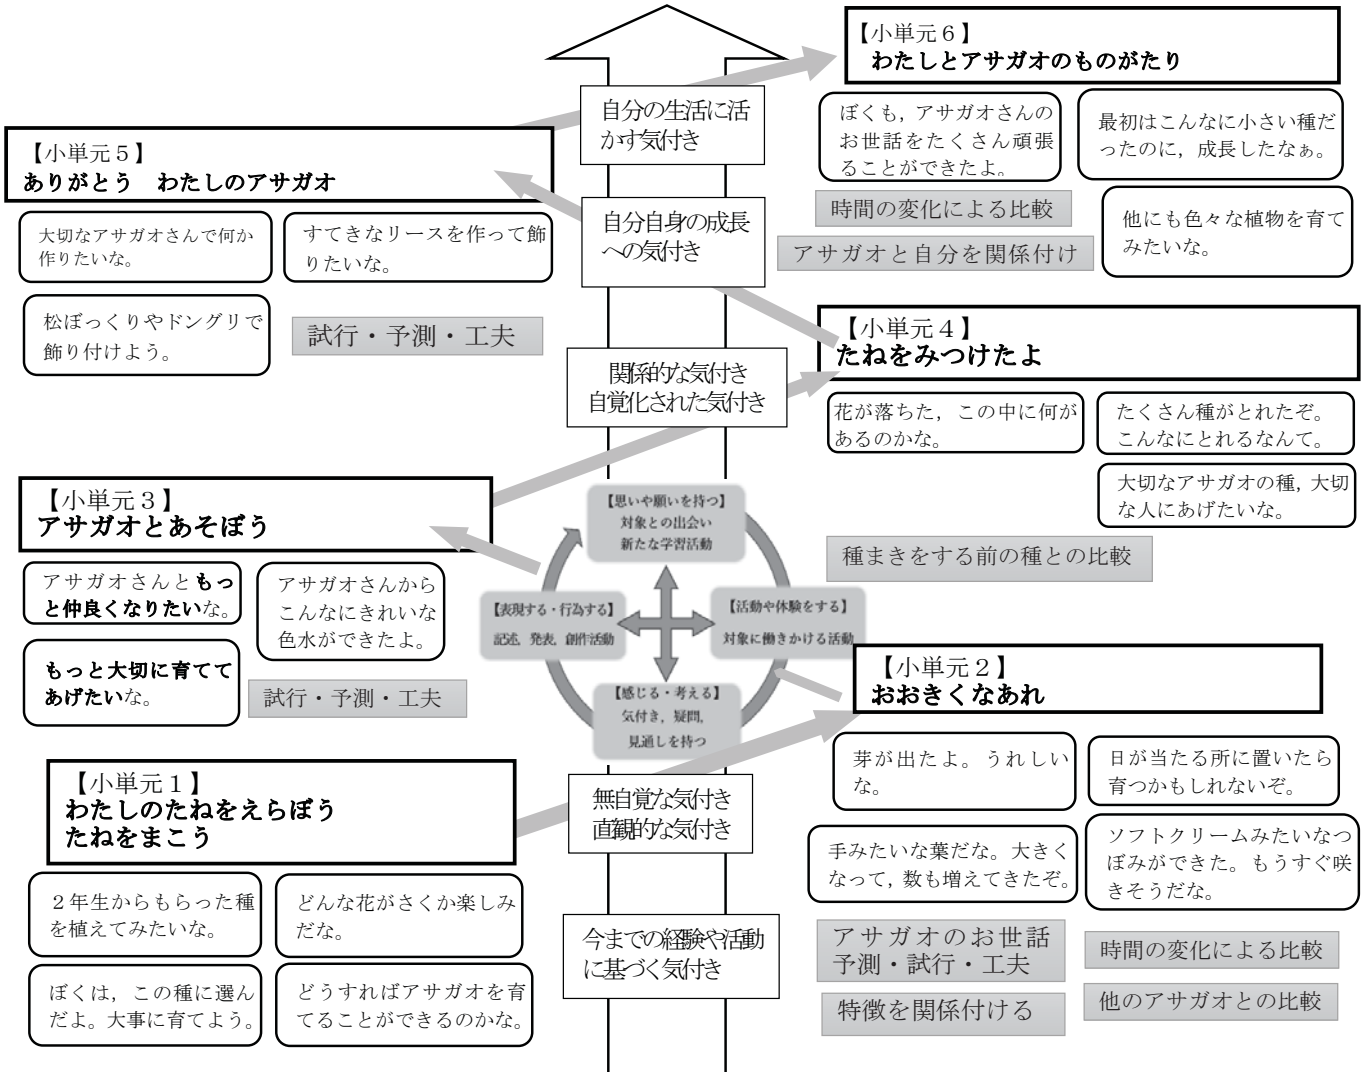 【小単元６】
わたしとアサガオのものがたり
ぼくも，アサガオさんの
お世話をたくさん頑張
ることができたよ。
最初はこんなに小さい種だ
ったのに，成長したなぁ。
時間の変化による比較
アサガオと自分を関係付け
他にも色々な植物を育て
みたいな。
自分の生活に活
かす気付き
【小単元５】
ありがとう　わたしのアサガオ
大切なアサガオさんで何か
作りたいな。
すてきなリースを作って飾
りたいな。
松ぼっくりやドングリで
飾り付けよう。
試行・予測・工夫
自分自身の成長
への気付き
【小単元４】
たねをみつけたよ
花が落ちた，この中に何が
あるのかな。
たくさん種がとれたぞ。
こんなにとれるなんて。
大切なアサガオの種，大切
な人にあげたいな。
種まきをする前の種との比較
関係的な気付き
自覚化された気付き
【小単元３】
アサガオとあそぼう
アサガオさんともっ
と仲良くなりたいな。
アサガオさんから
こんなにきれいな
色水ができたよ。
もっと大切に育てて
あげたいな。
試行・予測・工夫
【思いや願いを持つ】
対象との出会い
新たな学習活動
【表現する・行為する】
記述，発表，創作活動
【活動や体験をする】
対象に働きかける活動
【感じる・考える】
気付き，疑問，
見通しを持つ
【小単元２】
おおきくなあれ
芽が出たよ。うれしい
な。
日が当たる所に置いたら
育つかもしれないぞ。
手みたいな葉だな。大きく
なって，数も増えてきたぞ。
ソフトクリームみたいなつ
ぼみができた。もうすぐ咲
きそうだな。
アサガオのお世話
予測・試行・工夫
時間の変化による比較
特徴を関係付ける
他のアサガオとの比較
無自覚な気付き
直観的な気付き
【小単元１】
わたしのたねをえらぼう
たねをまこう
２年生からもらった種
を植えてみたいな。
どんな花がさくか楽しみ
だな。
ぼくは，この種に選ん
だよ。大事に育てよう。
どうすればアサガオを育
てることができるのかな。
今までの経験や活動
に基づく気付き